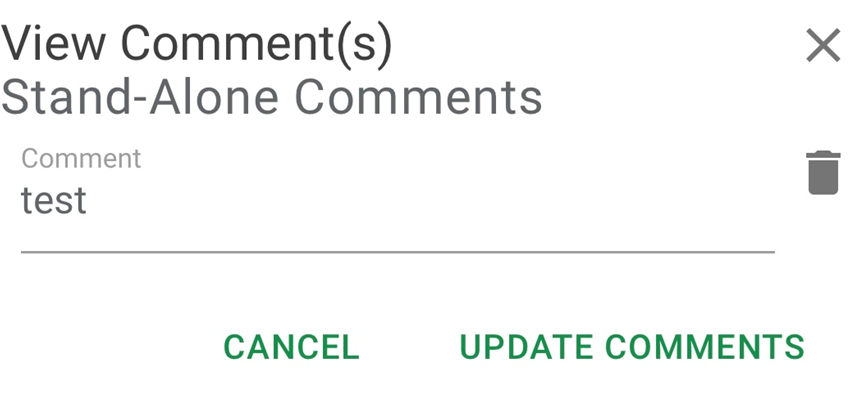 View Comment(s)
Stand-Alone Comments
Comment
test
CANCEL UPDATE COMMENTS